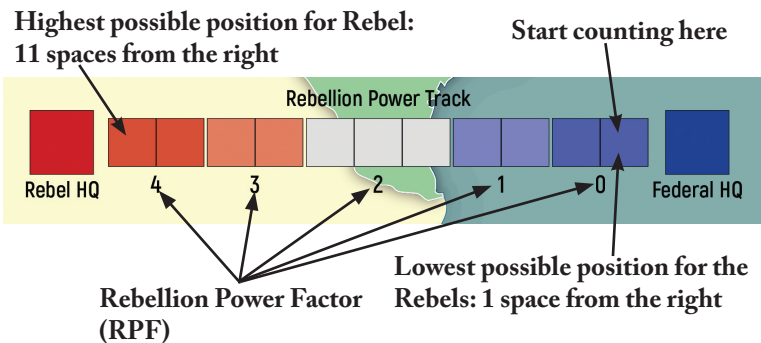 Highest possible position for Rebel:
11 spaces from the right
Start counting here
Rebellion Power Track
Rebel HQ
4
3
2
1
0
Federal HQ
Rebellion Power Factor
(RPF)
Lowest possible position for the
Rebels: 1 space from the right